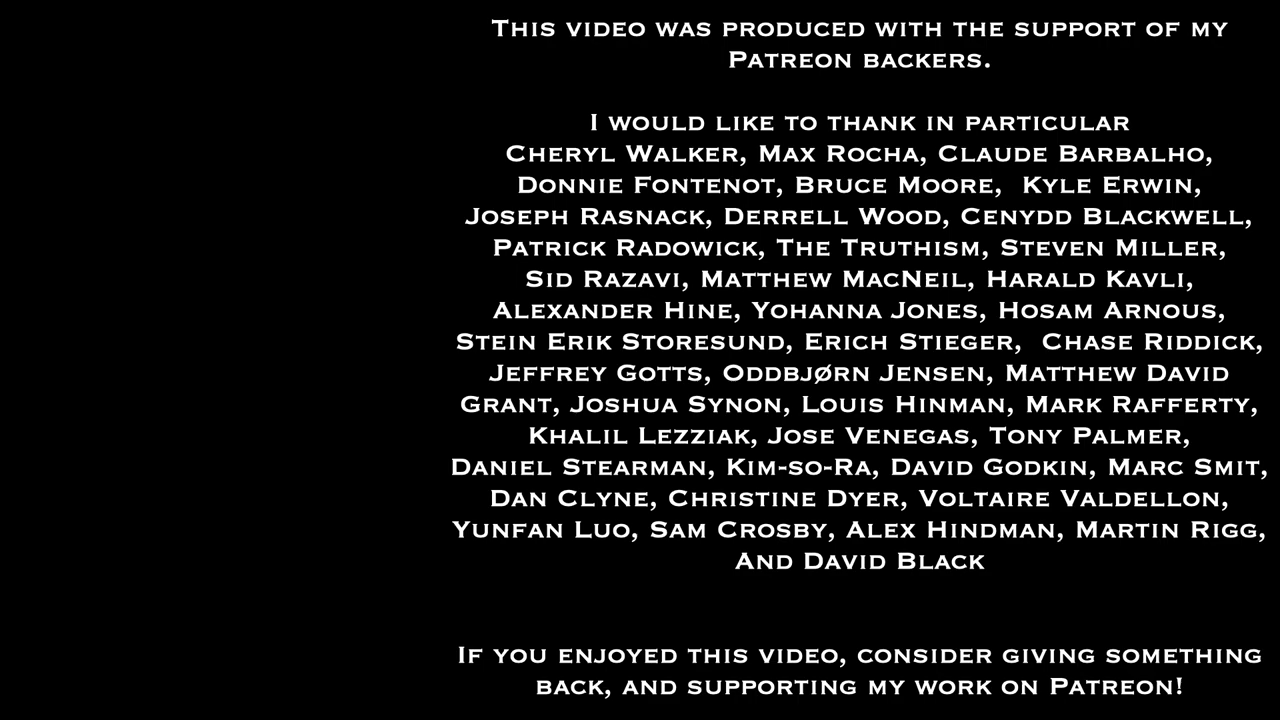 This video was produced with the support of my
Patreon backers.
I would like to thank in particular
Cheryl Walker, Max Rocha, Claude Barbalho,
Donnie Fontenot, Bruce Moore,  Kyle Erwin,
Joseph Rasnack, Derrell Wood, Cenydd Blackwell,
Patrick Radowick, The Truthism, Steven Miller,
Sid Razavi, Matthew MacNeil, Harald Kavli,
Alexander Hine, Yohanna Jones, Hosam Arnous,
Stein Erik Storesund, Erich Stieger,  Chase Riddick,
Jeffrey Gotts, Oddbjørn Jensen, Matthew David
Grant, Joshua Synon, Louis Hinman, Mark Rafferty,
Khalil Lezziak, Jose Venegas, Tony Palmer,
Daniel Stearman, Kim-so-Ra, David Godkin, Marc Smit,
Dan Clyne, Christine Dyer, Voltaire Valdellon,
Yunfan Luo, Sam Crosby, Alex Hindman, Martin Rigg,
And David Black
If you enjoyed this video, consider giving something
back, and supporting my work on Patreon!